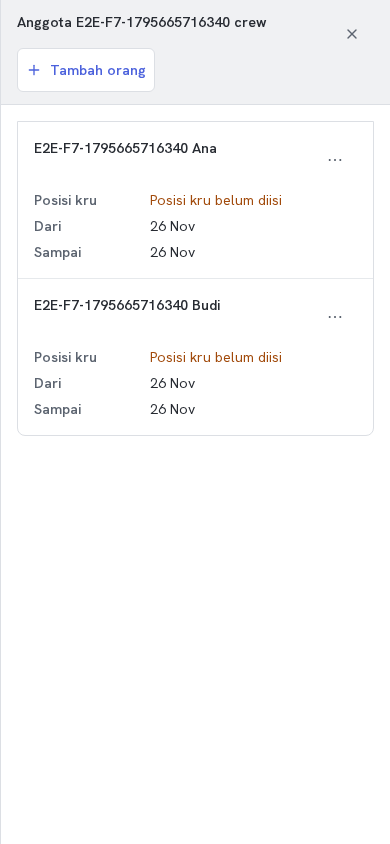 Anggota E2E-F7-1795665716340 crew
Tambah orang
E2E-F7-1795665716340 Ana
Posisi kru Posisi kru belum diisi
Dari 26 Nov
Sampai 26 Nov
E2E-F7-1795665716340 Budi
Posisi kru Posisi kru belum diisi
Dari 26 Nov
Sampai 26 Nov